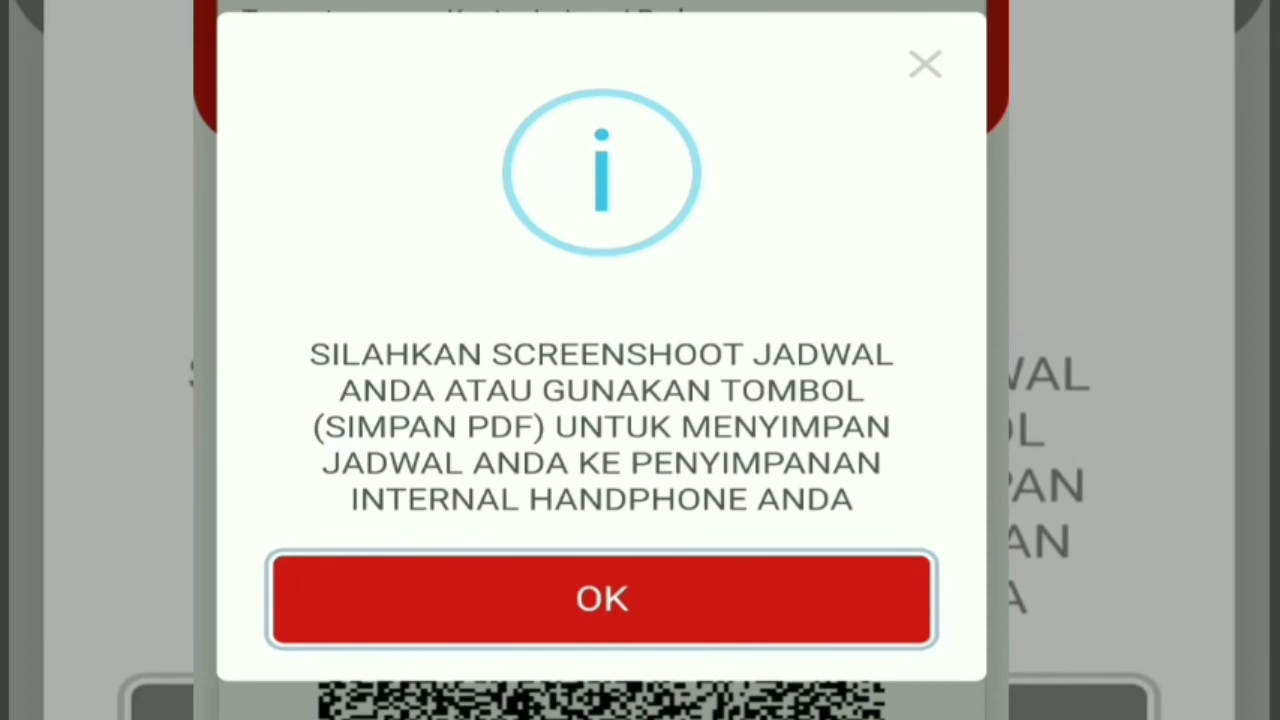 SILAHKAN SCREENSHOOT JADWAL
ANDA ATAU GUNAKAN TOMBOL
(SIMPAN PDF) UNTUK MENYIMPAN
JADWAL ANDA KE PENYIMPANAN
INTERNAL HANDPHONE ANDA
OK